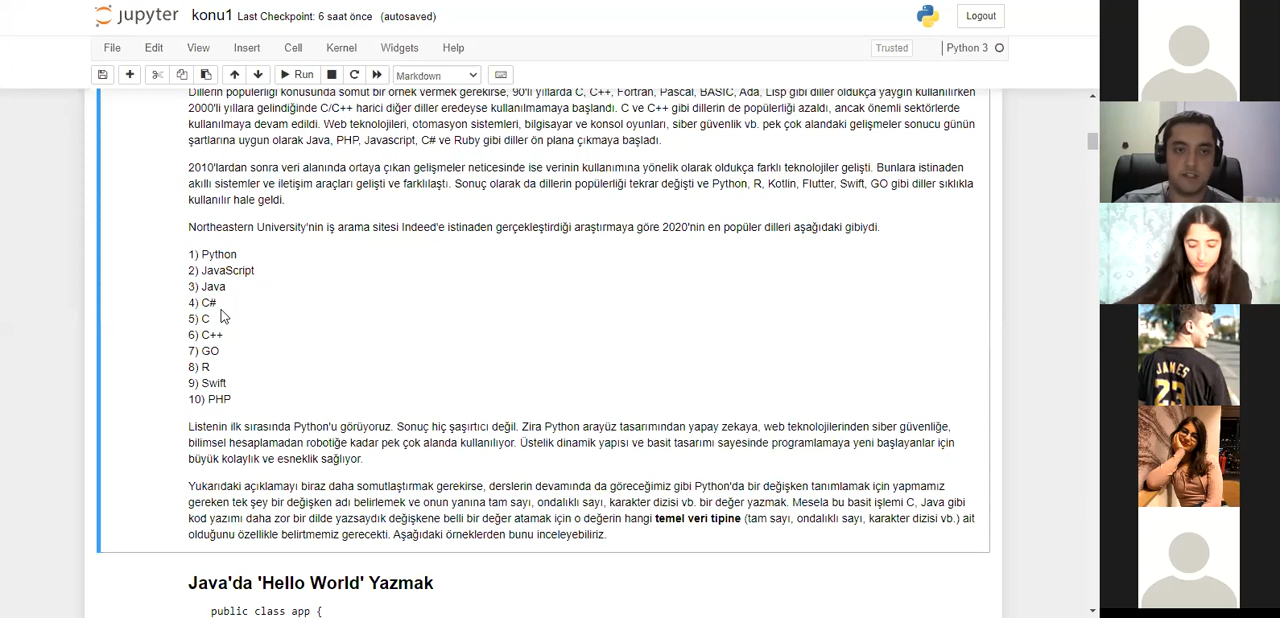 jupyter konu1 Last Checkpoint: 6 saat önce (autosaved) Logout
File Edit View Insert Cell Kernel Widgets Help Trusted Python 3
Run Markdown
Dillerin popülerliği konusunda somut bir örnek vermek gerekirse, 90'lı yıllarda C, C++, Fortran, Pascal, BASIC, Ada, Lisp gibi diller oldukça yaygın kullanılırken
2000'li yıllara gelindiğinde C/C++ harici diğer diller eredeyse kullanılmamaya başlandı. C ve C++ gibi dillerin de popülerliği azaldı, ancak önemli sektörlerde
kullanılmaya devam edildi. Web teknolojileri, otomasyon sistemleri, bilgisayar ve konsol oyunları, siber güvenlik vb. pek çok alandaki gelişmeler sonucu günün
şartlarına uygun olarak Java, PHP, Javascript, C# ve Ruby gibi diller ön plana çıkmaya başladı.
2010'lardan sonra veri alanında ortaya çıkan gelişmeler neticesinde ise verinin kullanımına yönelik olarak oldukça farklı teknolojiler gelişti. Bunlara istinaden
akıllı sistemler ve iletişim araçları gelişti ve farklılaştı. Sonuç olarak da dillerin popülerliği tekrar değişti ve Python, R, Kotlin, Flutter, Swift, GO gibi diller sıklıkla
kullanılır hale geldi.
Northeastern University'nin iş arama sitesi Indeed'e istinaden gerçekleştirdiği araştırmaya göre 2020'nin en popüler dilleri aşağıdaki gibiydi.
1) Python
2) JavaScript
3) Java
4) C#
5) C
6) C++
7) GO
8) R
9) Swift
10) PHP
Listenin ilk sırasında Python'u görüyoruz. Sonuç hiç şaşırtıcı değil. Zira Python arayüz tasarımından yapay zekaya, web teknolojilerinden siber güvenliğe,
bilimsel hesaplamadan robotiğe kadar pek çok alanda kullanılıyor. Üstelik dinamik yapısı ve basit tasarımı sayesinde programlamaya yeni başlayanlar için
büyük kolaylık ve esneklik sağlıyor.
Yukarıdaki açıklamayı biraz daha somutlaştırmak gerekirse, derslerin devamında da göreceğimiz gibi Python'da bir değişken tanımlamak için yapmamız
gereken tek şey bir değişken adı belirlemek ve onun yanına tam sayı, ondalıklı sayı, karakter dizisi vb. bir değer yazmak. Mesela bu basit işlemi C, Java gibi
kod yazımı daha zor bir dilde yazsaydık değişkene belli bir değer atamak için o değerin hangi temel veri tipine (tam sayı, ondalıklı sayı, karakter dizisi vb.) ait
olduğunu özellikle belirtmemiz gerecekti. Aşağıdaki örneklerden bunu inceleyebiliriz.
Java'da 'Hello World' Yazmak
public class app {
JAMES
23